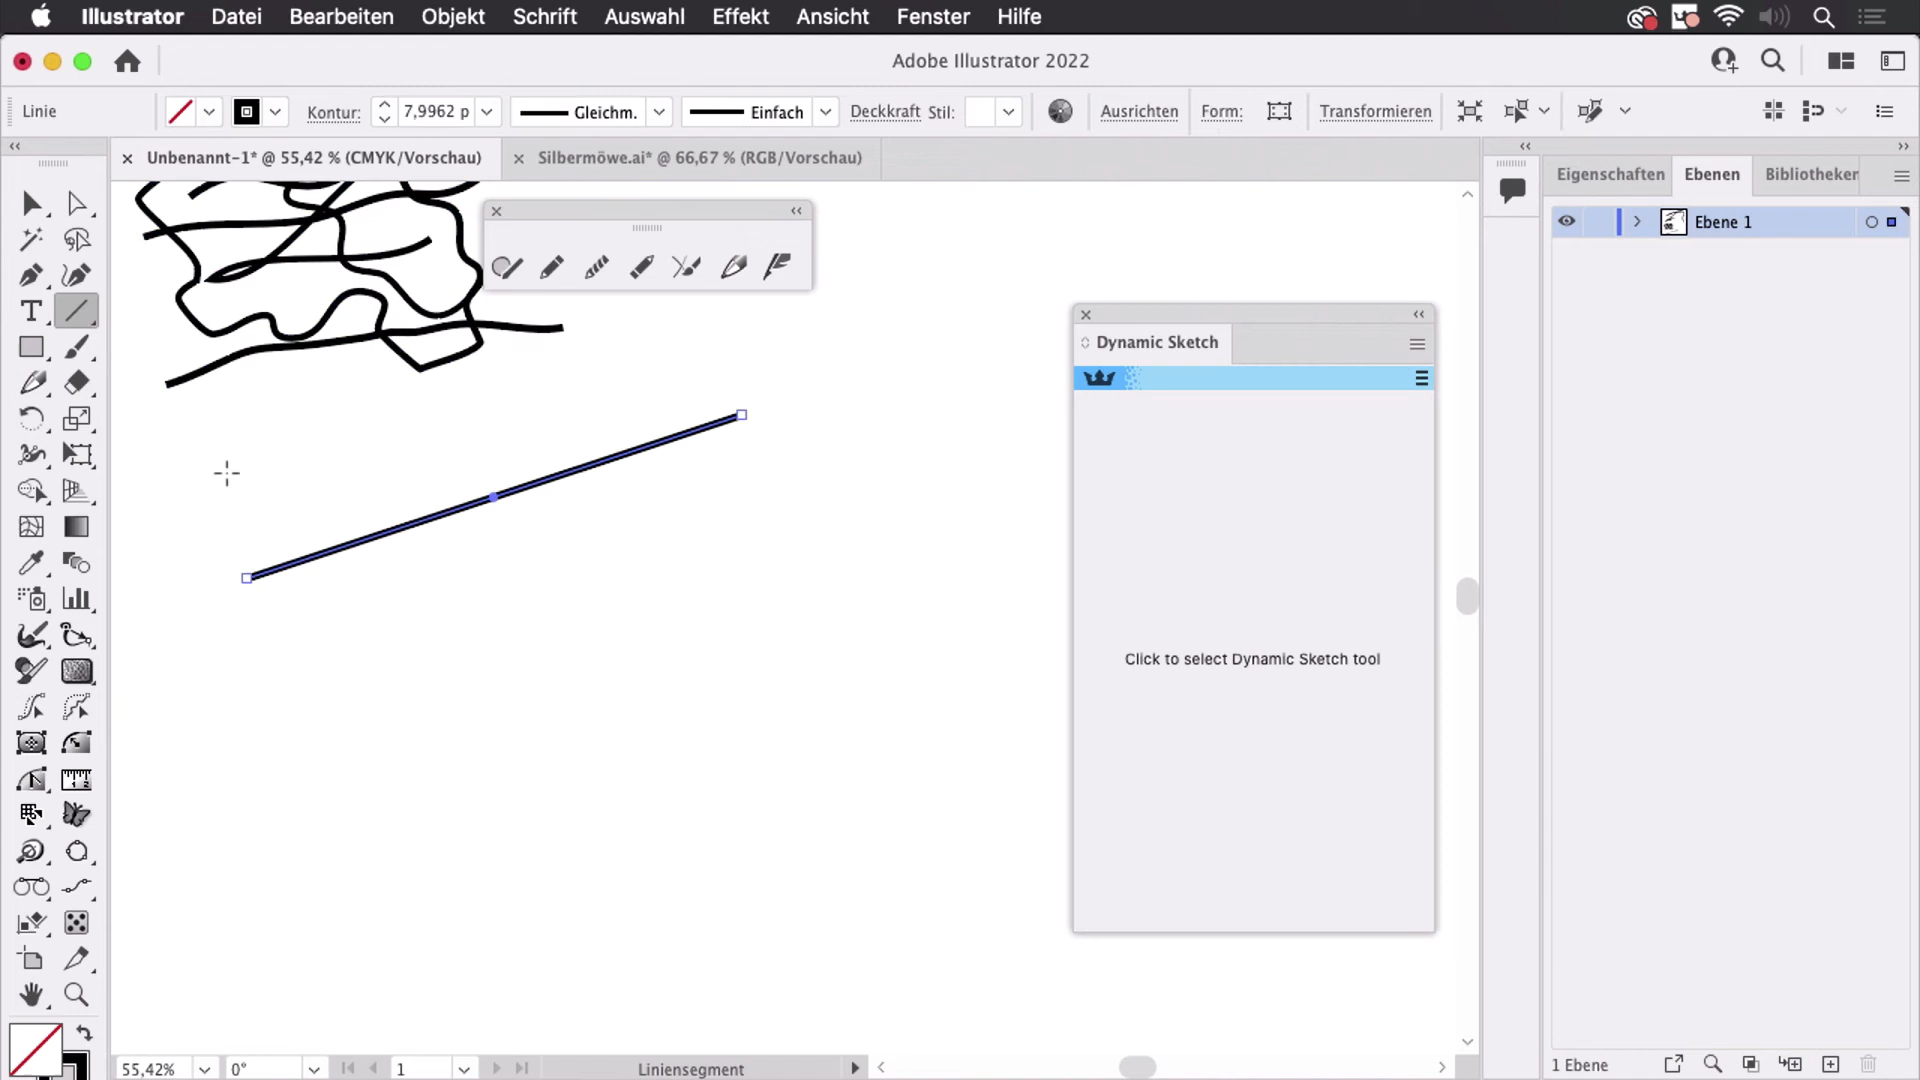 Illustrator Datei Bearbeiten Objekt Schrift Auswahl Effekt Ansicht Fenster Hilfe
Adobe Illustrator 2022
Linie
Kontur: 7,9962 p Gleichm. Einfach Deckkraft Stil: Ausrichten Form: Transformieren
Unbenannt-1* @ 55,42 % (CMYK/Vorschau) Silbermöwe.ai* @ 66,67 % (RGB/Vorschau)
Eigenschaften Ebenen Bibliotheken
Ebene 1
Dynamic Sketch
Click to select Dynamic Sketch tool
55,42% 0° 1 Liniensegment
1 Ebene